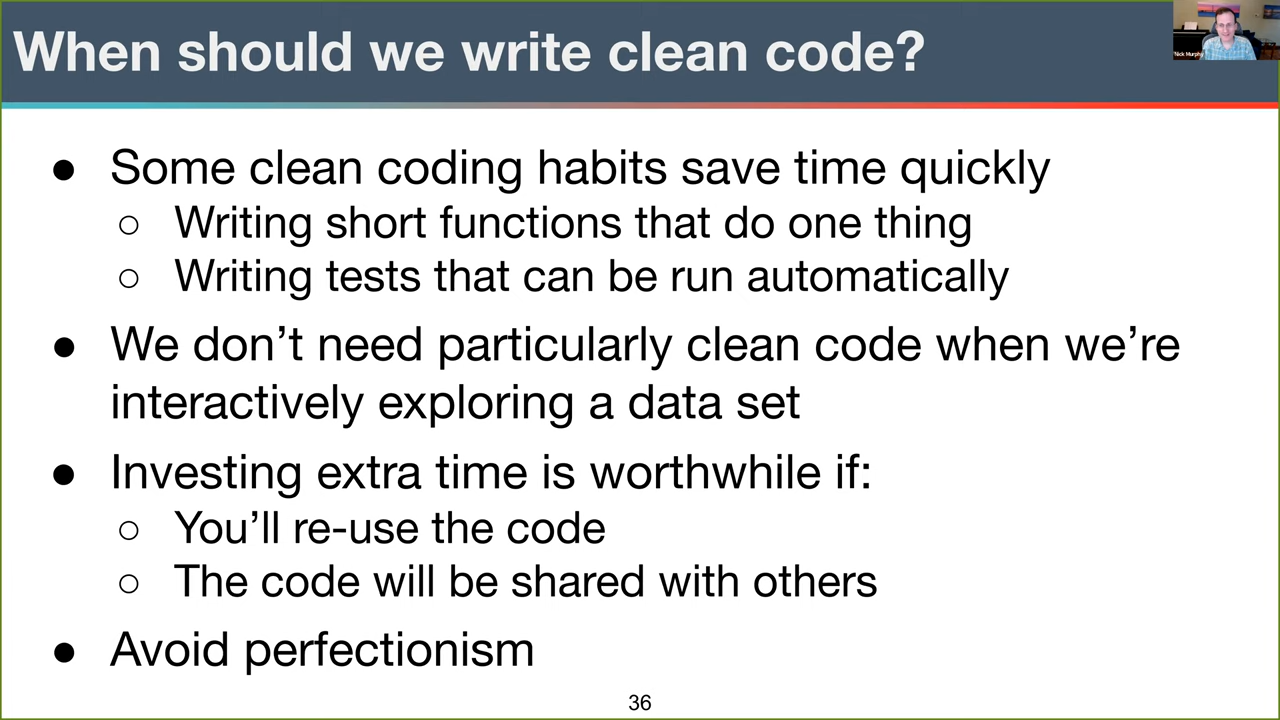 When should we write clean code?
Nick Murphy
● Some clean coding habits save time quickly
○ Writing short functions that do one thing
○ Writing tests that can be run automatically
● We don’t need particularly clean code when we’re
interactively exploring a data set
● Investing extra time is worthwhile if:
○ You’ll re-use the code
○ The code will be shared with others
● Avoid perfectionism
36